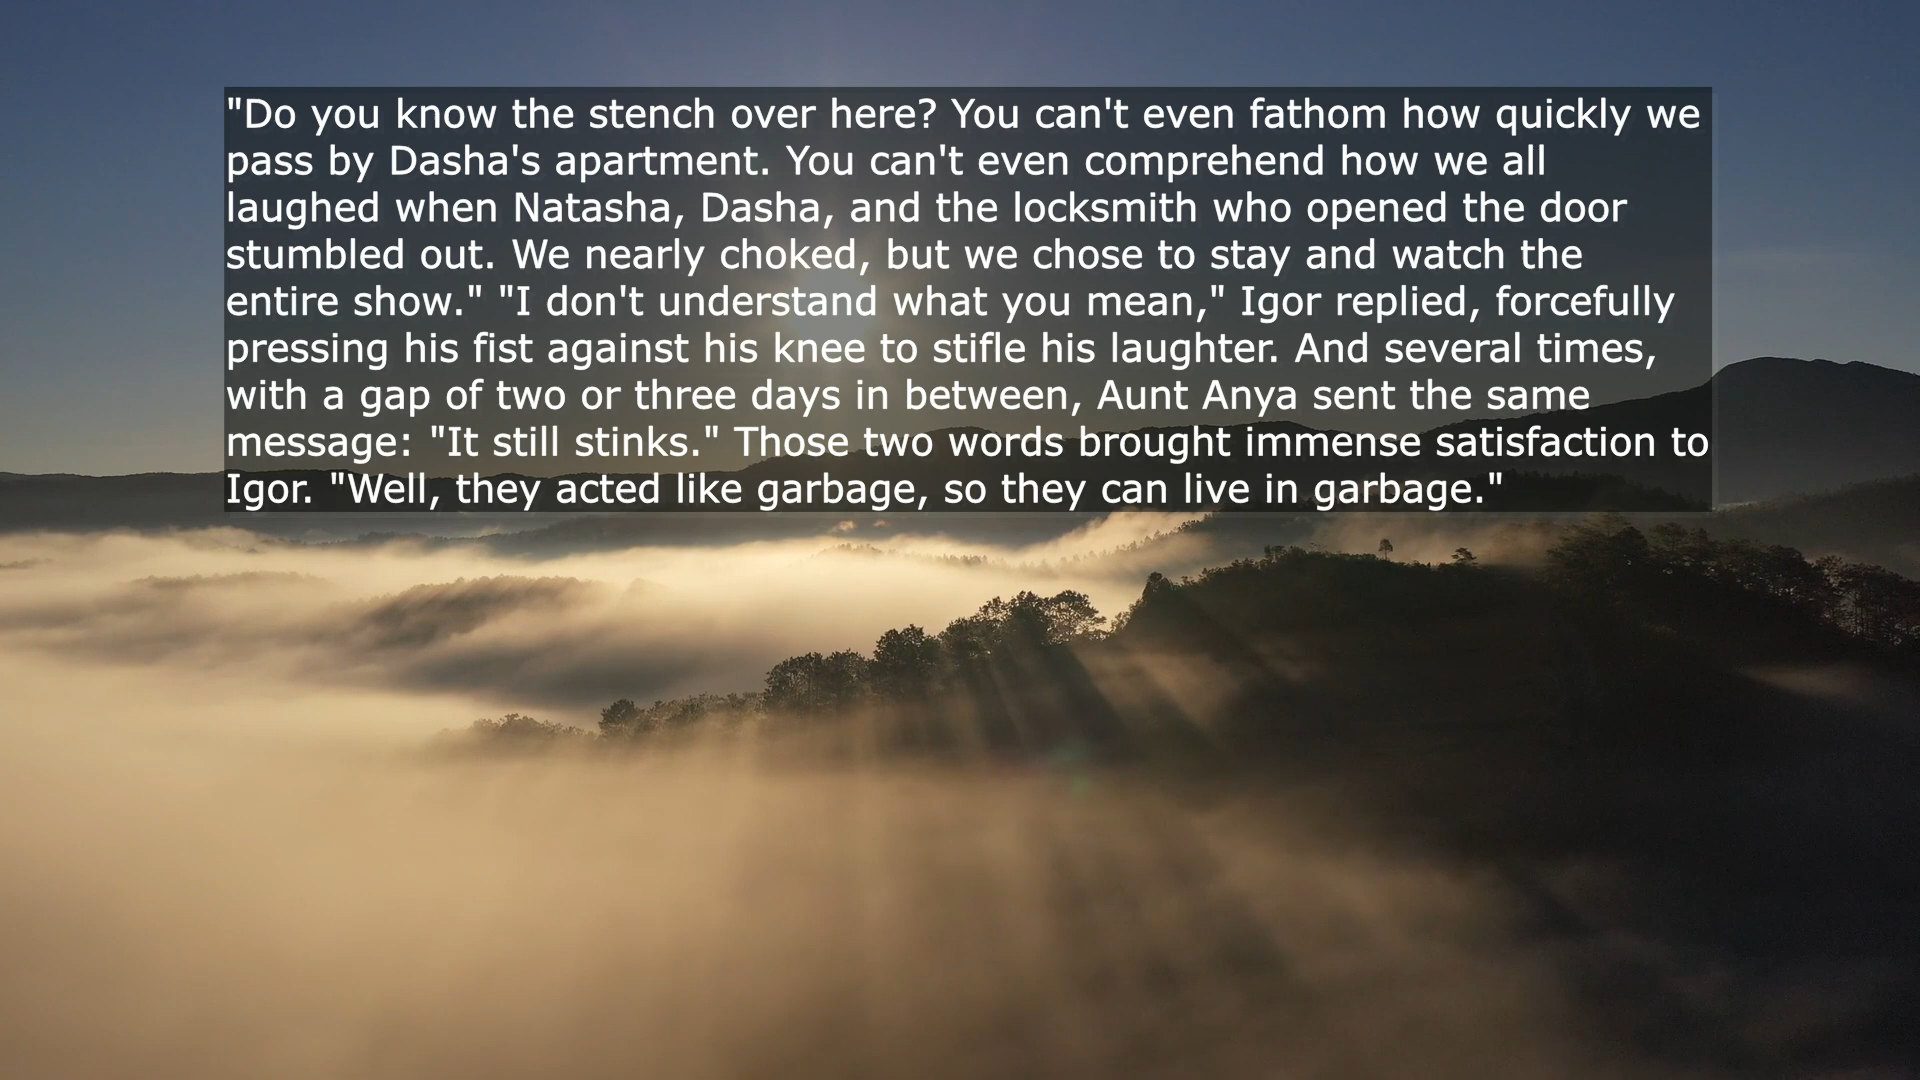 "Do you know the stench over here? You can't even fathom how quickly we
pass by Dasha's apartment. You can't even comprehend how we all
laughed when Natasha, Dasha, and the locksmith who opened the door
stumbled out. We nearly choked, but we chose to stay and watch the
entire show." "I don't understand what you mean," Igor replied, forcefully
pressing his fist against his knee to stifle his laughter. And several times,
with a gap of two or three days in between, Aunt Anya sent the same
message: "It still stinks." Those two words brought immense satisfaction to
Igor. "Well, they acted like garbage, so they can live in garbage."